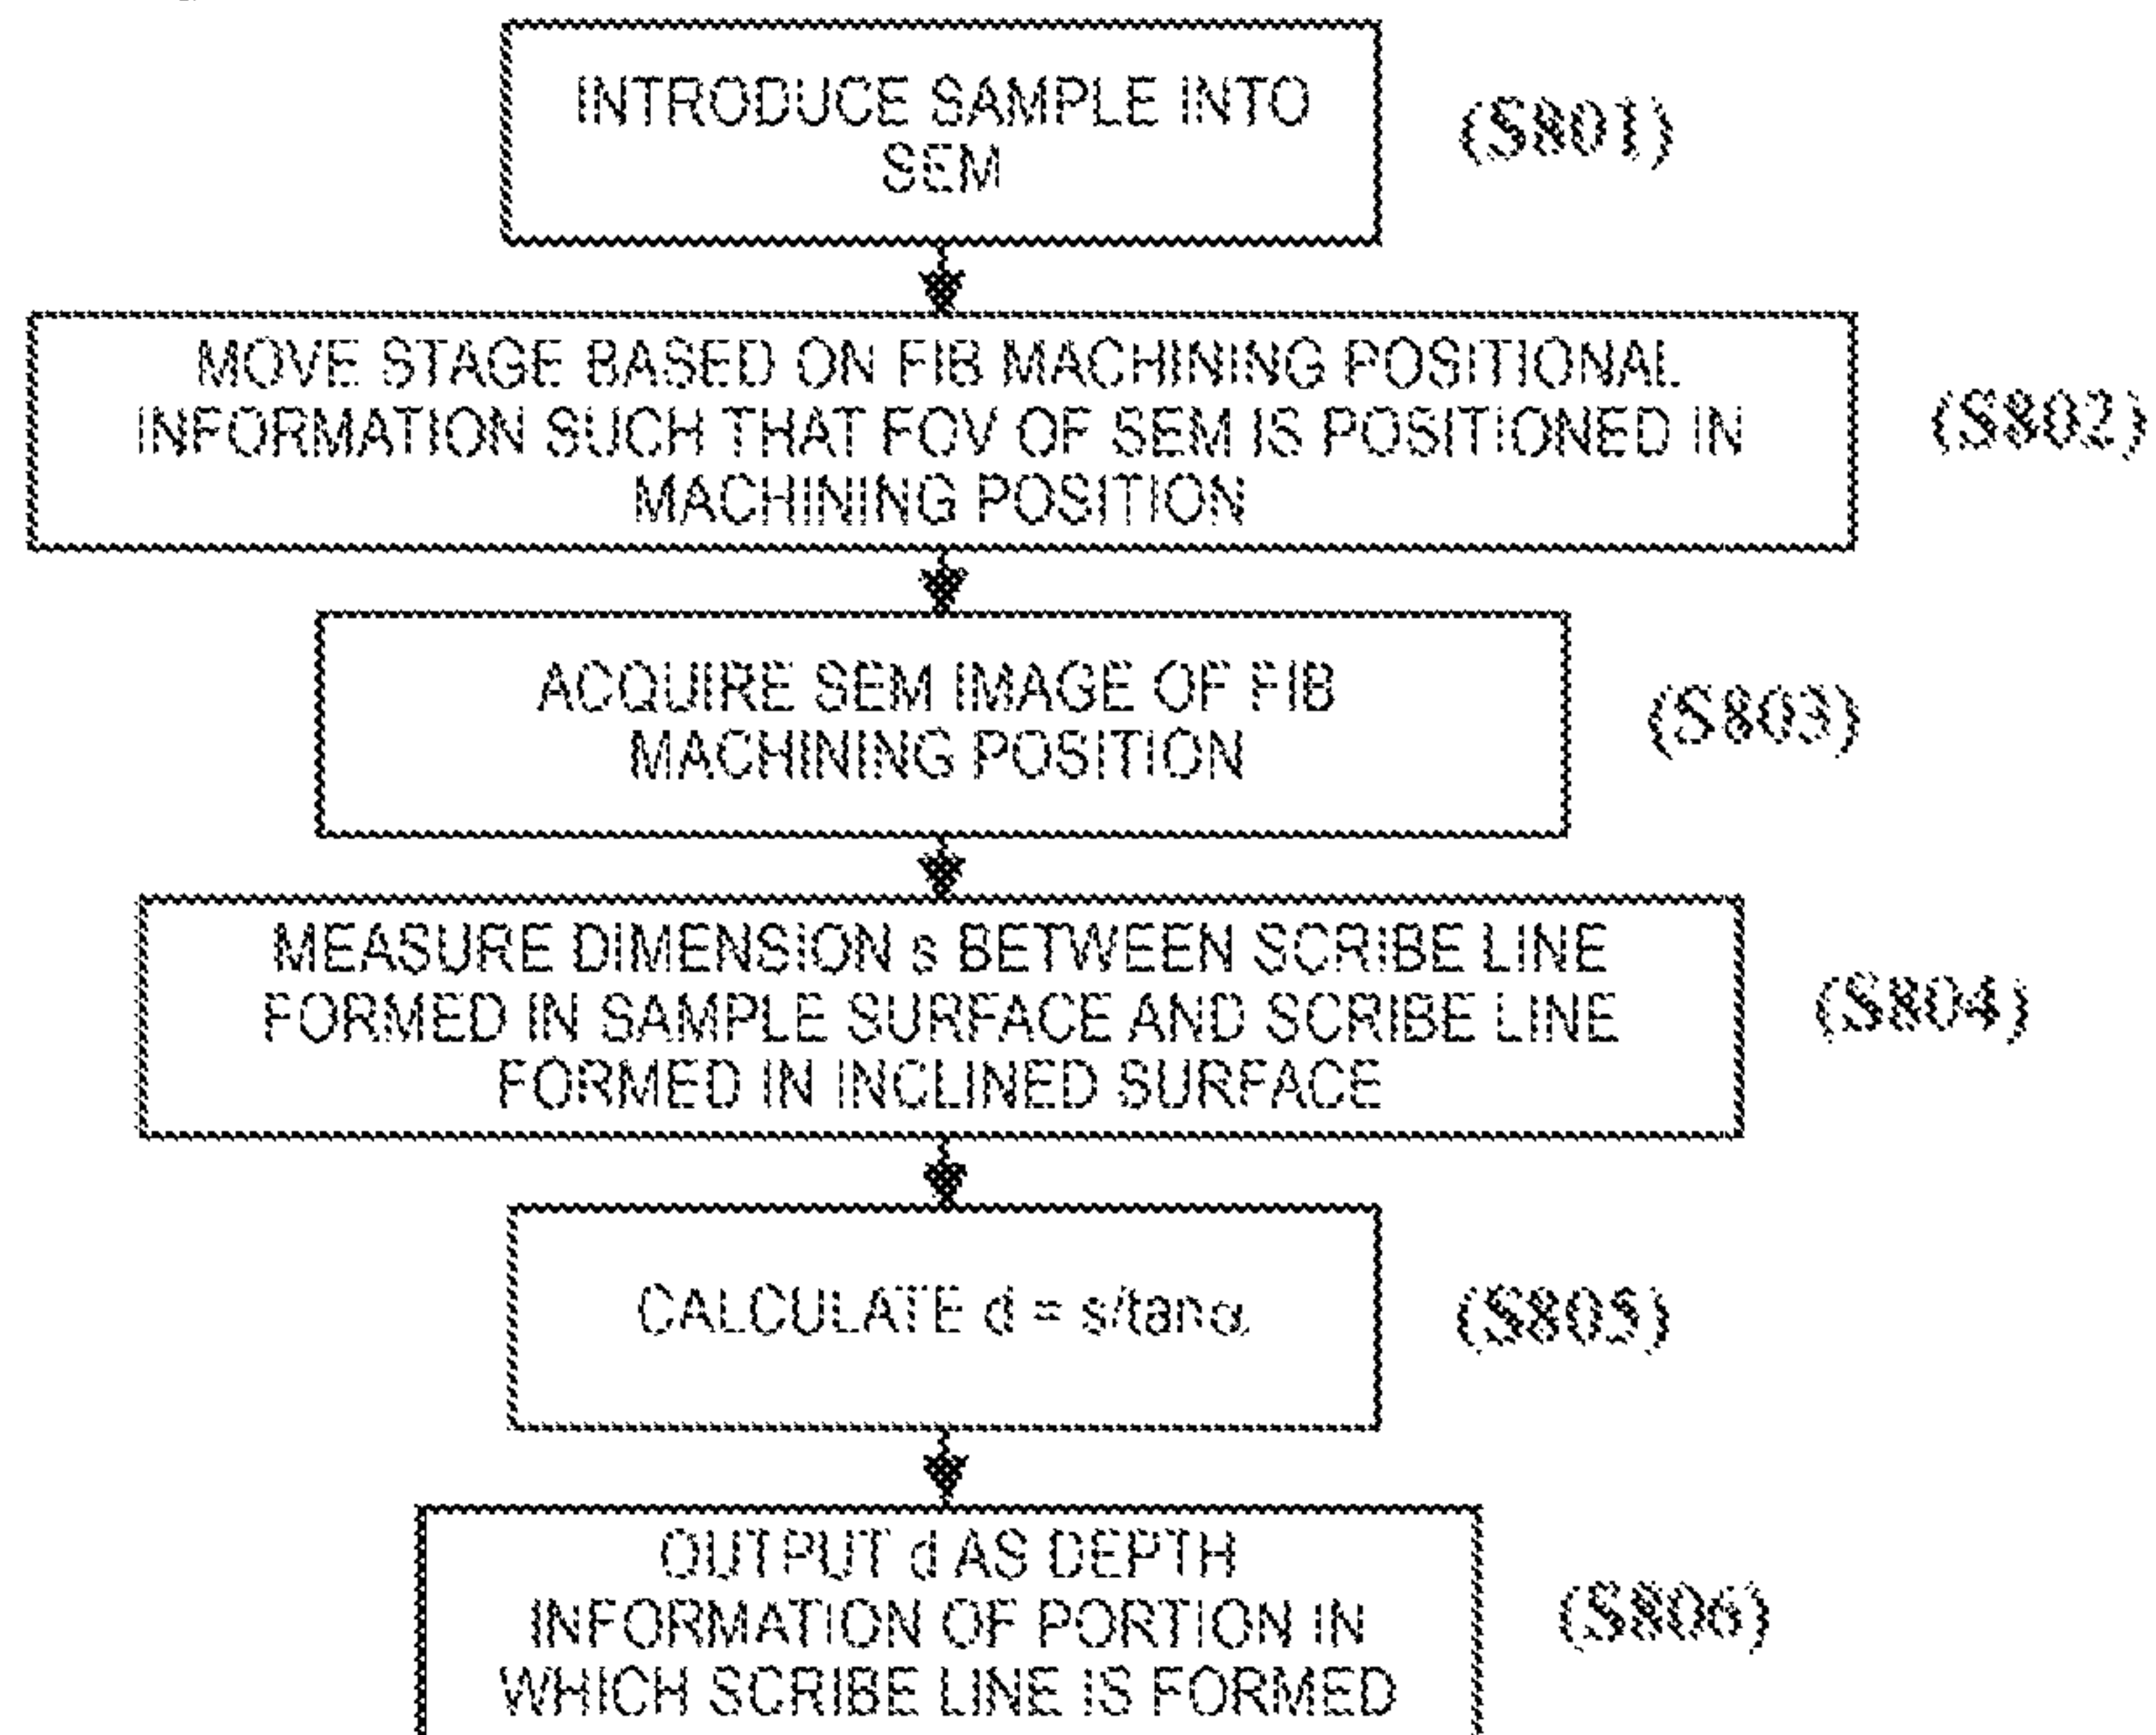 INTRODUCE SAMPLE INTO
SEM
(S801)
MOVE STAGE BASED ON FIB MACHINING POSITIONAL
INFORMATION SUCH THAT FOV OF SEM IS POSITIONED IN
MACHINING POSITION
(S802)
ACQUIRE SEM IMAGE OF FIB
MACHINING POSITION
(S803)
MEASURE DIMENSION s BETWEEN SCRIBE LINE
FORMED IN SAMPLE SURFACE AND SCRIBE LINE
FORMED IN INCLINED SURFACE
(S804)
CALCULATE d = s/tanα
(S805)
OUTPUT d AS DEPTH
INFORMATION OF PORTION IN
WHICH SCRIBE LINE IS FORMED
(S806)